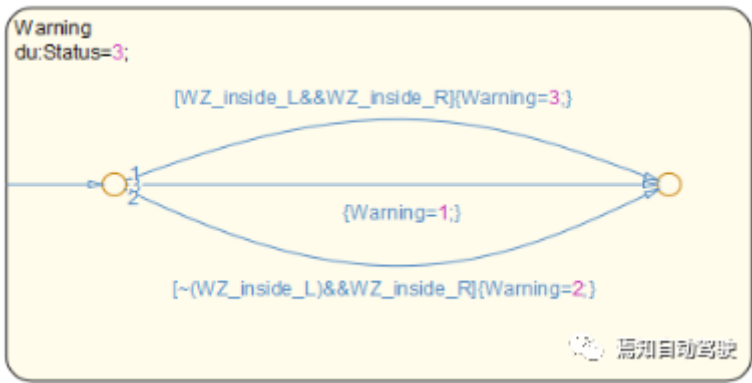 Warning
du:Status=3;
[WZ_inside_L&&WZ_inside_R]{Warning=3;}
1
3
2
{Warning=1;}
[~(WZ_inside_L)&&WZ_inside_R]{Warning=2;}
焉知自动驾驶